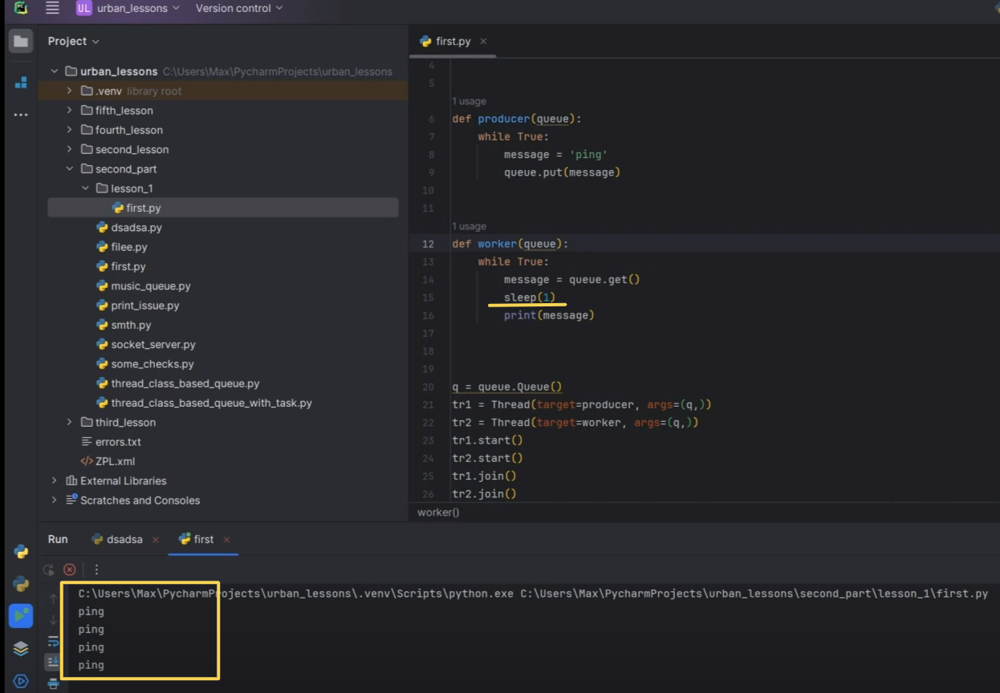 UL urban_lessons Version control
Project
urban_lessons C:\Users\Max\PycharmProjects\urban_lessons
.venv library root
fifth_lesson
fourth_lesson
second_lesson
second_part
lesson_1
first.py
dsadsa.py
filee.py
first.py
music_queue.py
print_issue.py
smth.py
socket_server.py
some_checks.py
thread_class_based_queue.py
thread_class_based_queue_with_task.py
third_lesson
errors.txt
</> ZPL.xml
External Libraries
Scratches and Consoles
first.py
4
5
1 usage
6 def producer(queue):
7 while True:
8 message = 'ping'
9 queue.put(message)
10
11
1 usage
12 def worker(queue):
13 while True:
14 message = queue.get()
15 sleep(1)
16 print(message)
17
18
19
20 q = queue.Queue()
21 tr1 = Thread(target=producer, args=(q,))
22 tr2 = Thread(target=worker, args=(q,))
23 tr1.start()
24 tr2.start()
25 tr1.join()
26 tr2.join()
worker()
Run dsadsa first
C:\Users\Max\PycharmProjects\urban_lessons\.venv\Scripts\python.exe C:\Users\Max\PycharmProjects\urban_lessons\second_part\lesson_1\first.py
ping
ping
ping
ping